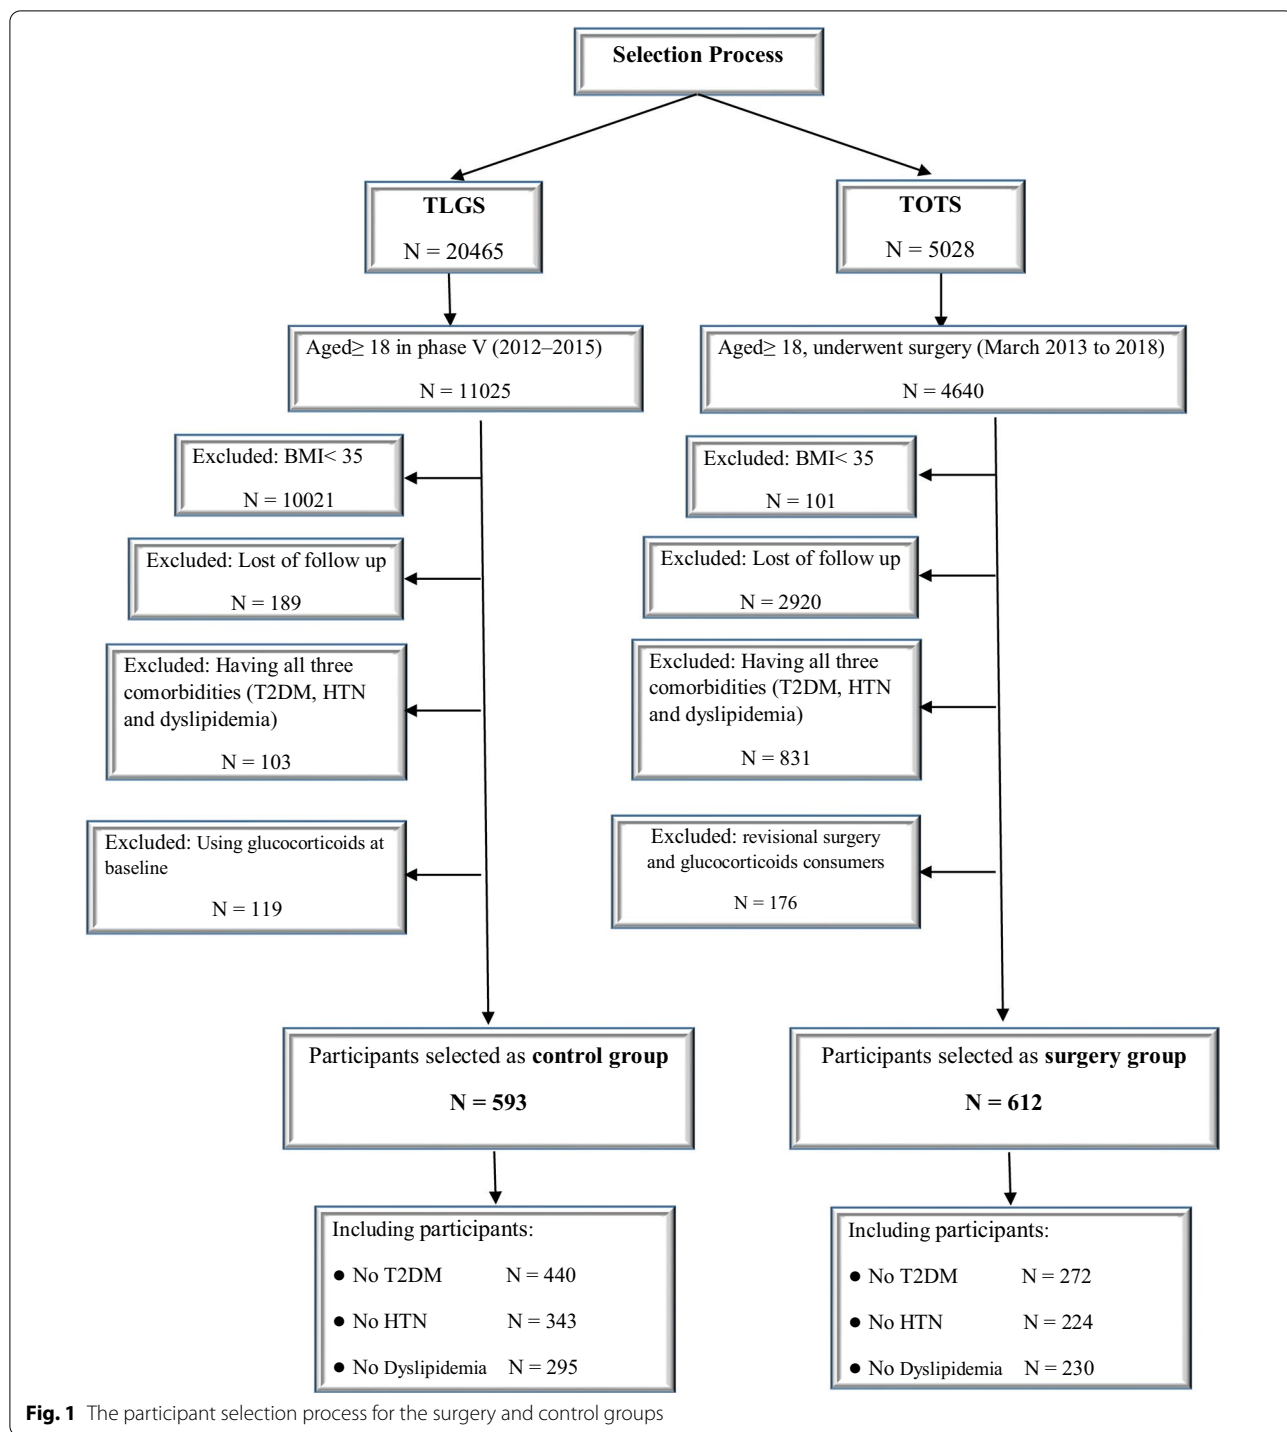 Selection Process
TLGS
N = 20465
TOTS
N = 5028
Aged≥ 18 in phase V (2012–2015)
N = 11025
Aged≥ 18, underwent surgery (March 2013 to 2018)
N = 4640
Excluded: BMI< 35
N = 10021
Excluded: BMI< 35
N = 101
Excluded: Lost of follow up
N = 189
Excluded: Lost of follow up
N = 2920
Excluded: Having all three
comorbidities (T2DM, HTN
and dyslipidemia)
N = 103
Excluded: Having all three
comorbidities (T2DM, HTN
and dyslipidemia)
N = 831
Excluded: Using glucocorticoids at
baseline
N = 119
Excluded: revisional surgery
and glucocorticoids consumers
N = 176
Participants selected as control group
N = 593
Participants selected as surgery group
N = 612
Including participants:
● No T2DM N = 440
● No HTN N = 343
● No Dyslipidemia N = 295
Including participants:
● No T2DM N = 272
● No HTN N = 224
● No Dyslipidemia N = 230
Fig. 1 The participant selection process for the surgery and control groups